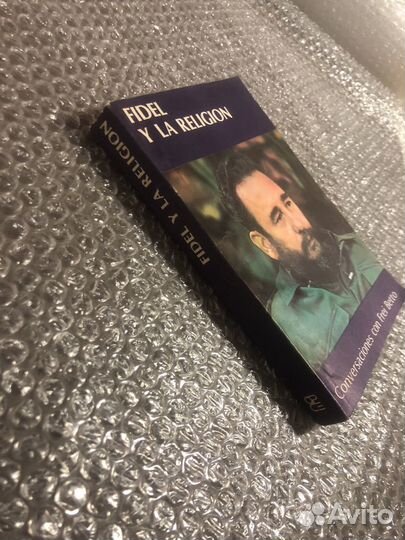 FIDEL
Y LA RELIGION
Conversaciones con Frei Betto
FIDEL Y LA RELIGION
Avito